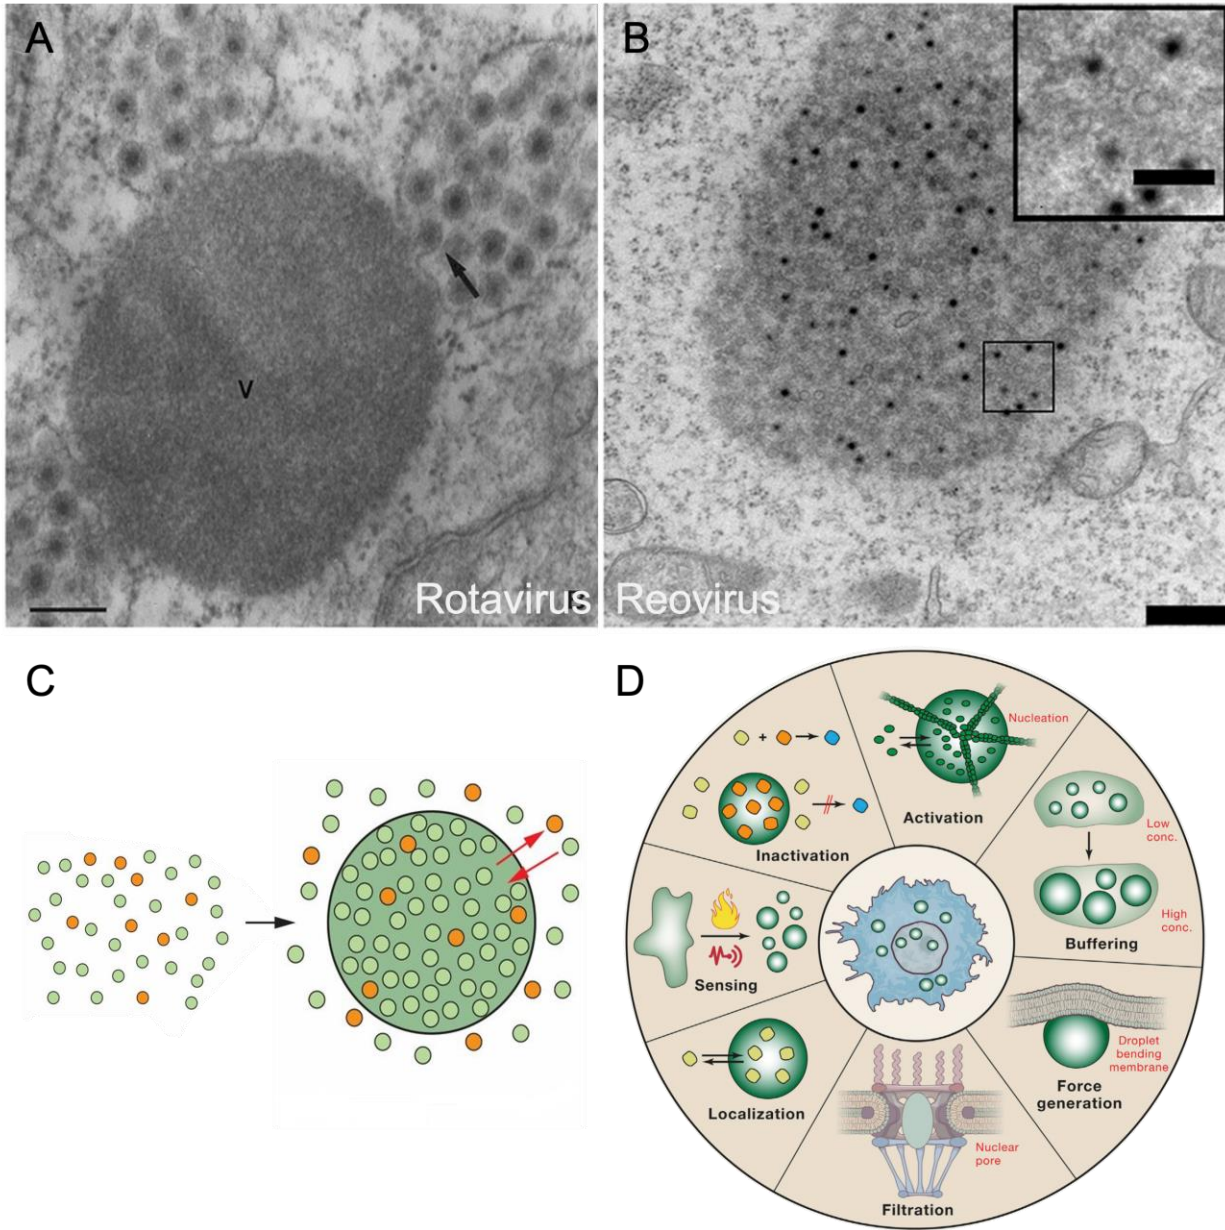 A
V
Rotavirus
B
Reovirus
C
D
Nucleation
Activation
Inactivation
Low
conc.
High
conc.
Buffering
Sensing
Droplet
bending
membrane
Force
generation
Localization
Nuclear
pore
Filtration